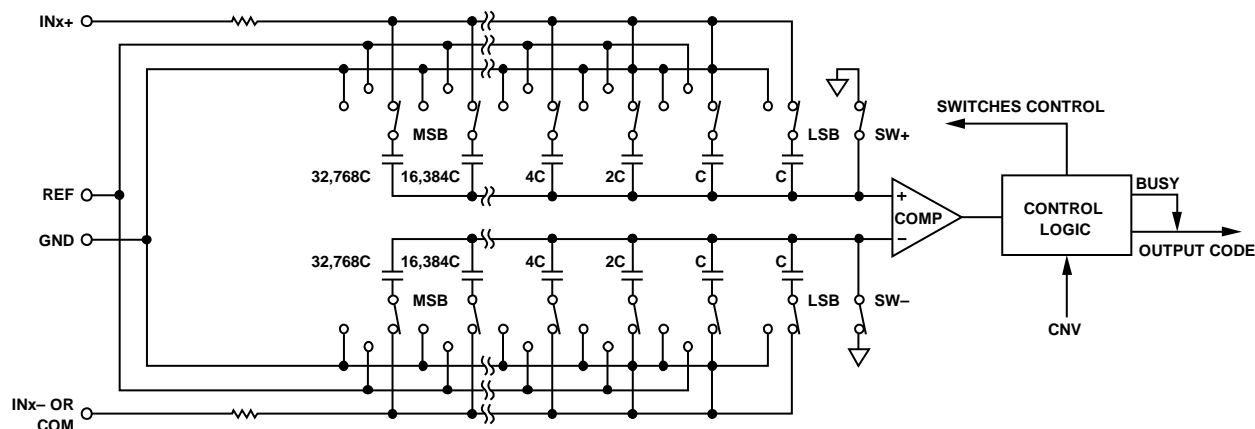 INx+
SWITCHES CONTROL
MSB
LSB
SW+
32,768C
16,384C
4C
2C
C
C
REF
+
COMP
−
BUSY
CONTROL
LOGIC
GND
OUTPUT CODE
32,768C
16,384C
4C
2C
C
C
MSB
LSB
SW–
CNV
INx– OR
COM